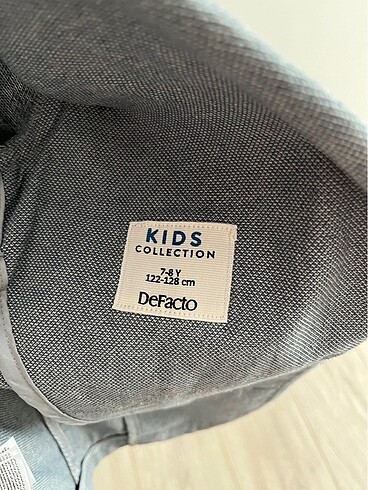 KIDS
COLLECTION
7-8 Y
122-128 cm
DeFacto